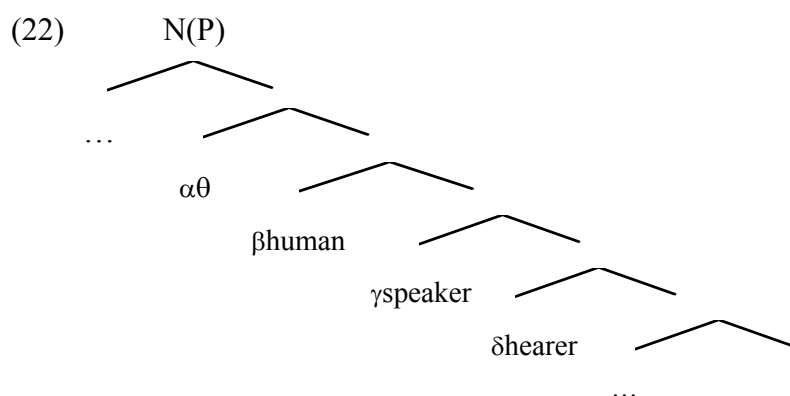 (22) N(P)
…
αθ
βhuman
γspeaker
δhearer
…